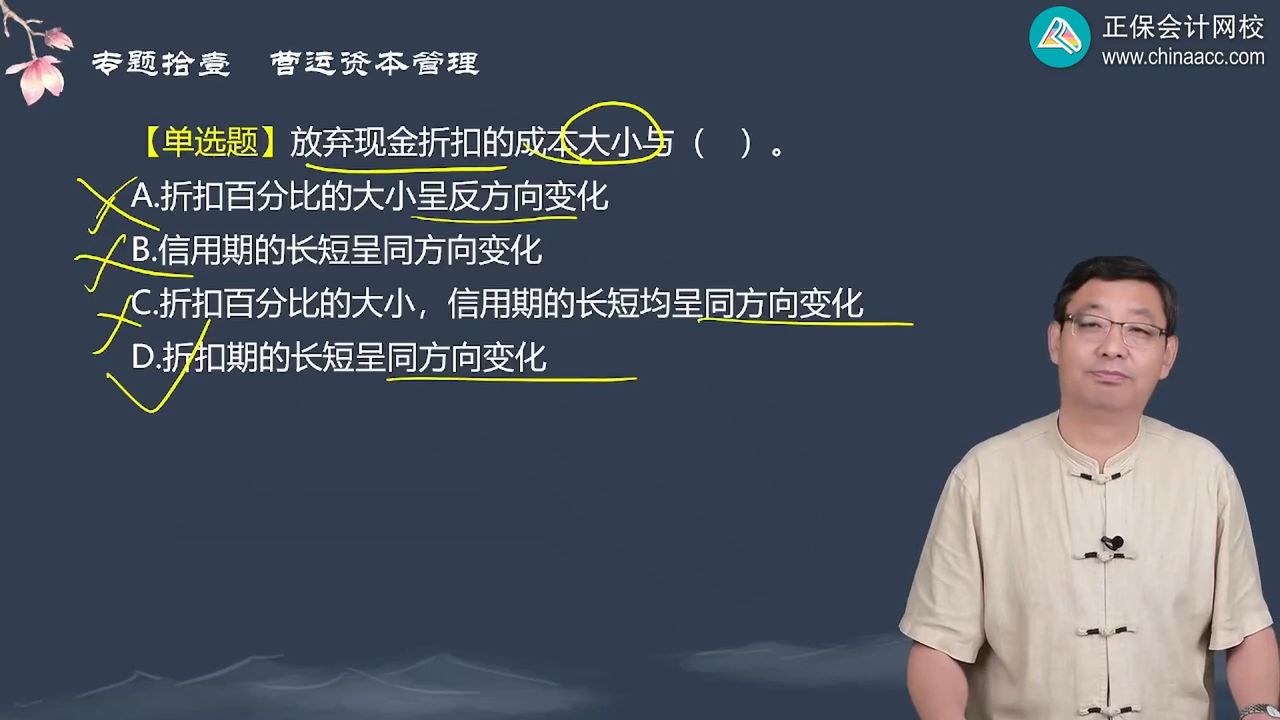 正保会计网校
www.chinaacc.com
专题拾壹 营运资本管理
【单选题】放弃现金折扣的成本大小与（ ）。
A.折扣百分比的大小呈反方向变化
B.信用期的长短呈同方向变化
C.折扣百分比的大小，信用期的长短均呈同方向变化
D.折扣期的长短呈同方向变化